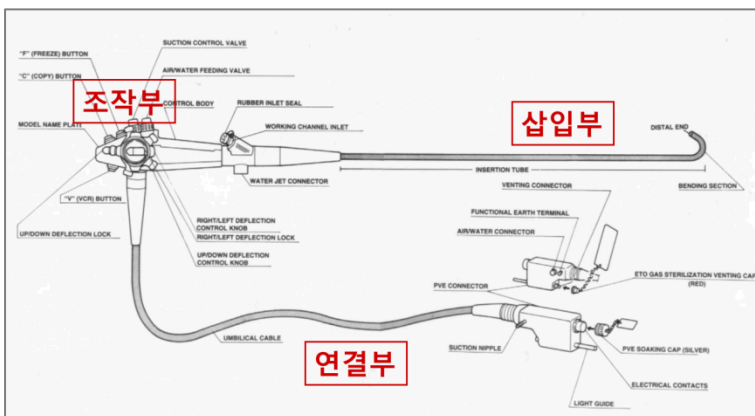 SUCTION CONTROL VALVE
"F" (FREEZE) BUTTON
AIR/WATER FEEDING VALVE
"C" (COPY) BUTTON
조작부
CONTROL BODY
RUBBER INLET SEAL
삽입부
MODEL NAME PLATE
WORKING CHANNEL INLET
DISTAL END
INSERTION TUBE
WATER JET CONNECTOR
VENTING CONNECTOR
BENDING SECTION
"V" (VCR) BUTTON
FUNCTIONAL EARTH TERMINAL
RIGHT/LEFT DEFLECTION
CONTROL KNOB
AIR/WATER CONNECTOR
UP/DOWN DEFLECTION LOCK
RIGHT/LEFT DEFLECTION LOCK
UP/DOWN DEFLECTION
CONTROL KNOB
ETO GAS STERILIZATION VENTING CAP
(RED)
PVE CONNECTOR
UMBILICAL CABLE
연결부
SUCTION NIPPLE
PVE SOAKING CAP (SILVER)
ELECTRICAL CONTACTS
LIGHT GUIDE